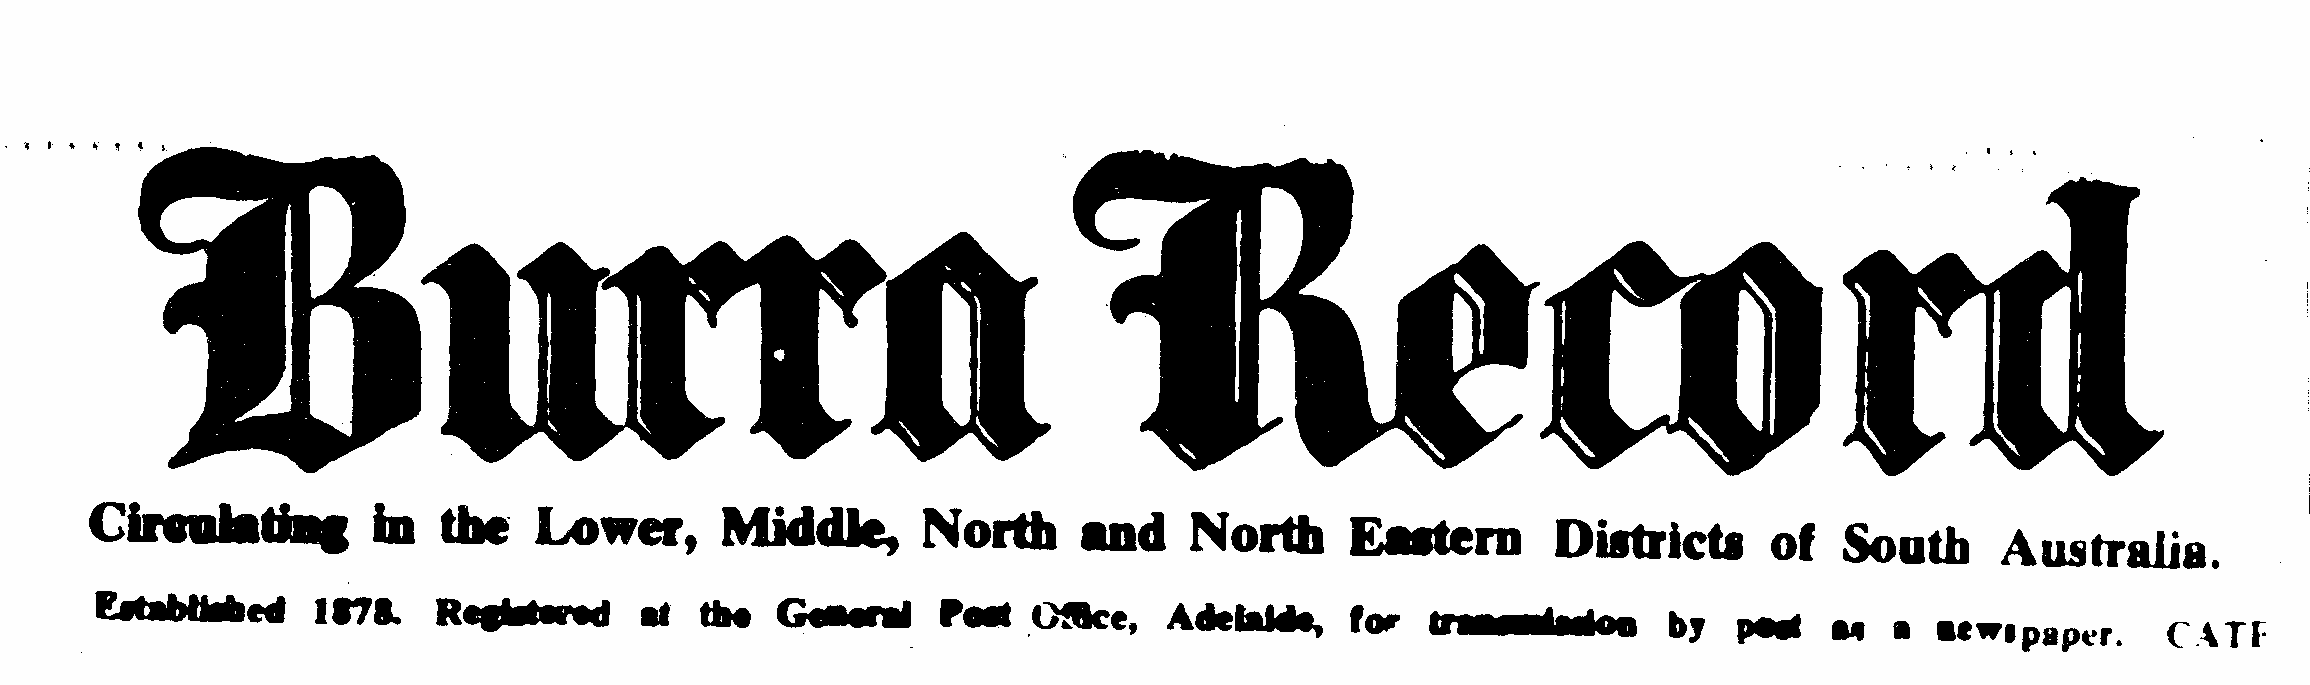 Burra Record
Circulating in the Lower, Middle, North and North Eastern Districts of South Australia.
Established 1878. Registered at the General Post Office, Adelaide, for transmission by post as a newspaper. CATE